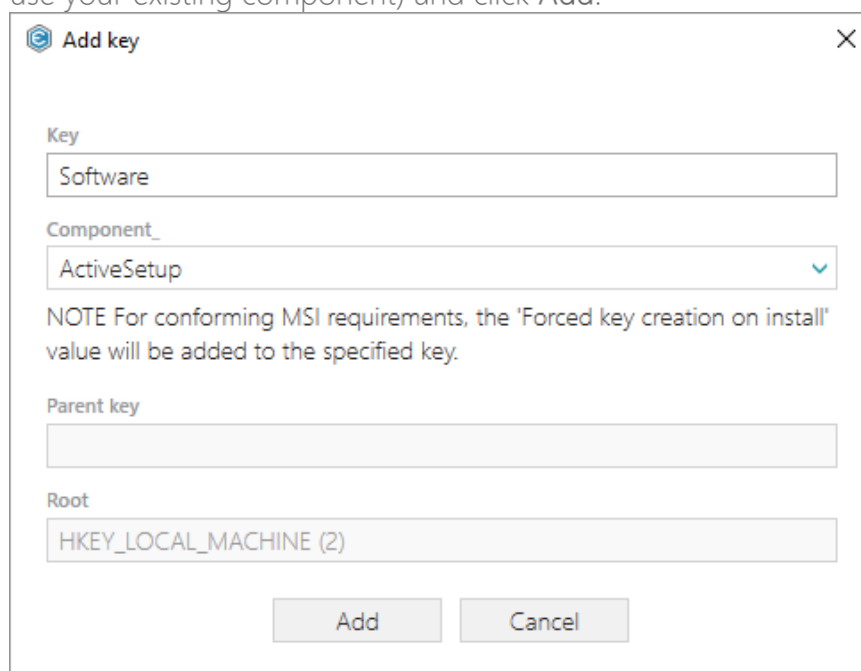 use your existing component) and click Add.
Add key
Key
Software
Component_
ActiveSetup
NOTE For conforming MSI requirements, the 'Forced key creation on install'
value will be added to the specified key.
Parent key
Root
HKEY_LOCAL_MACHINE (2)
Add Cancel